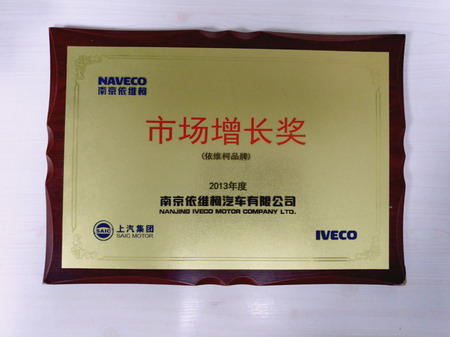 NAVECO
南京依维柯
市场增长奖
(依维柯品牌)
2013年度
南京依维柯汽车有限公司
NANJING IVECO MOTOR COMPANY LTD.
SAIC 上汽集团
SAIC MOTOR
IVECO